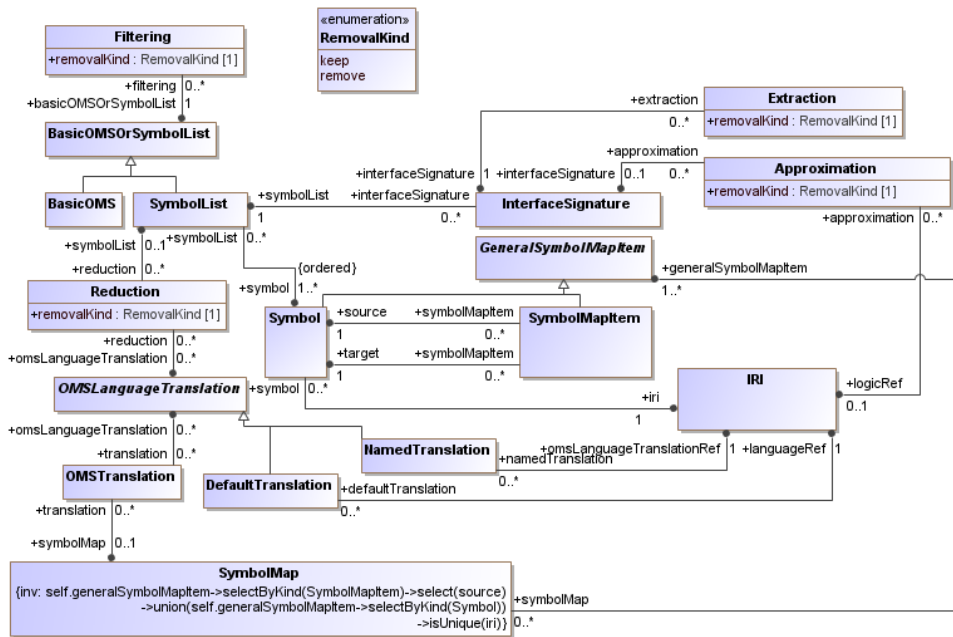 Filtering
+removalKind : RemovalKind [1]
«enumeration»
RemovalKind
keep
remove
+filtering 0..*
+basicOMSOrSymbolList 1
BasicOMSOrSymbolList
Extraction
+removalKind : RemovalKind [1]
+extraction
0..*
+approximation
0..*
Approximation
+removalKind : RemovalKind [1]
+interfaceSignature 1
+interfaceSignature 0..1
BasicOMS
SymbolList
+symbolList
1
+interfaceSignature
0..*
InterfaceSignature
+approximation 0..*
+symbolList 0..1
+symbolList 0..*
+reduction 0..*
{ordered}
+symbol 1..*
GeneralSymbolMapItem
+generalSymbolMapItem
1..*
Reduction
+removalKind : RemovalKind [1]
Symbol
+source
1
+symbolMapItem
0..*
+target
1
+symbolMapItem
0..*
SymbolMapItem
+reduction 0..*
+omsLanguageTranslation 0..*
OMSLanguageTranslation
+symbol 0..*
+iri
1
IRI
+logicRef
0..1
+omsLanguageTranslation 0..*
+translation 0..*
NamedTranslation
+omsLanguageTranslationRef 1
+languageRef 1
+namedTranslation
0..*
OMSTranslation
DefaultTranslation
+defaultTranslation
0..*
+translation 0..*
+symbolMap 0..1
SymbolMap
{inv: self.generalSymbolMapItem->selectByKind(SymbolMapItem)->select(source)
->union(self.generalSymbolMapItem->selectByKind(Symbol))
->isUnique(iri)}
+symbolMap
0..*